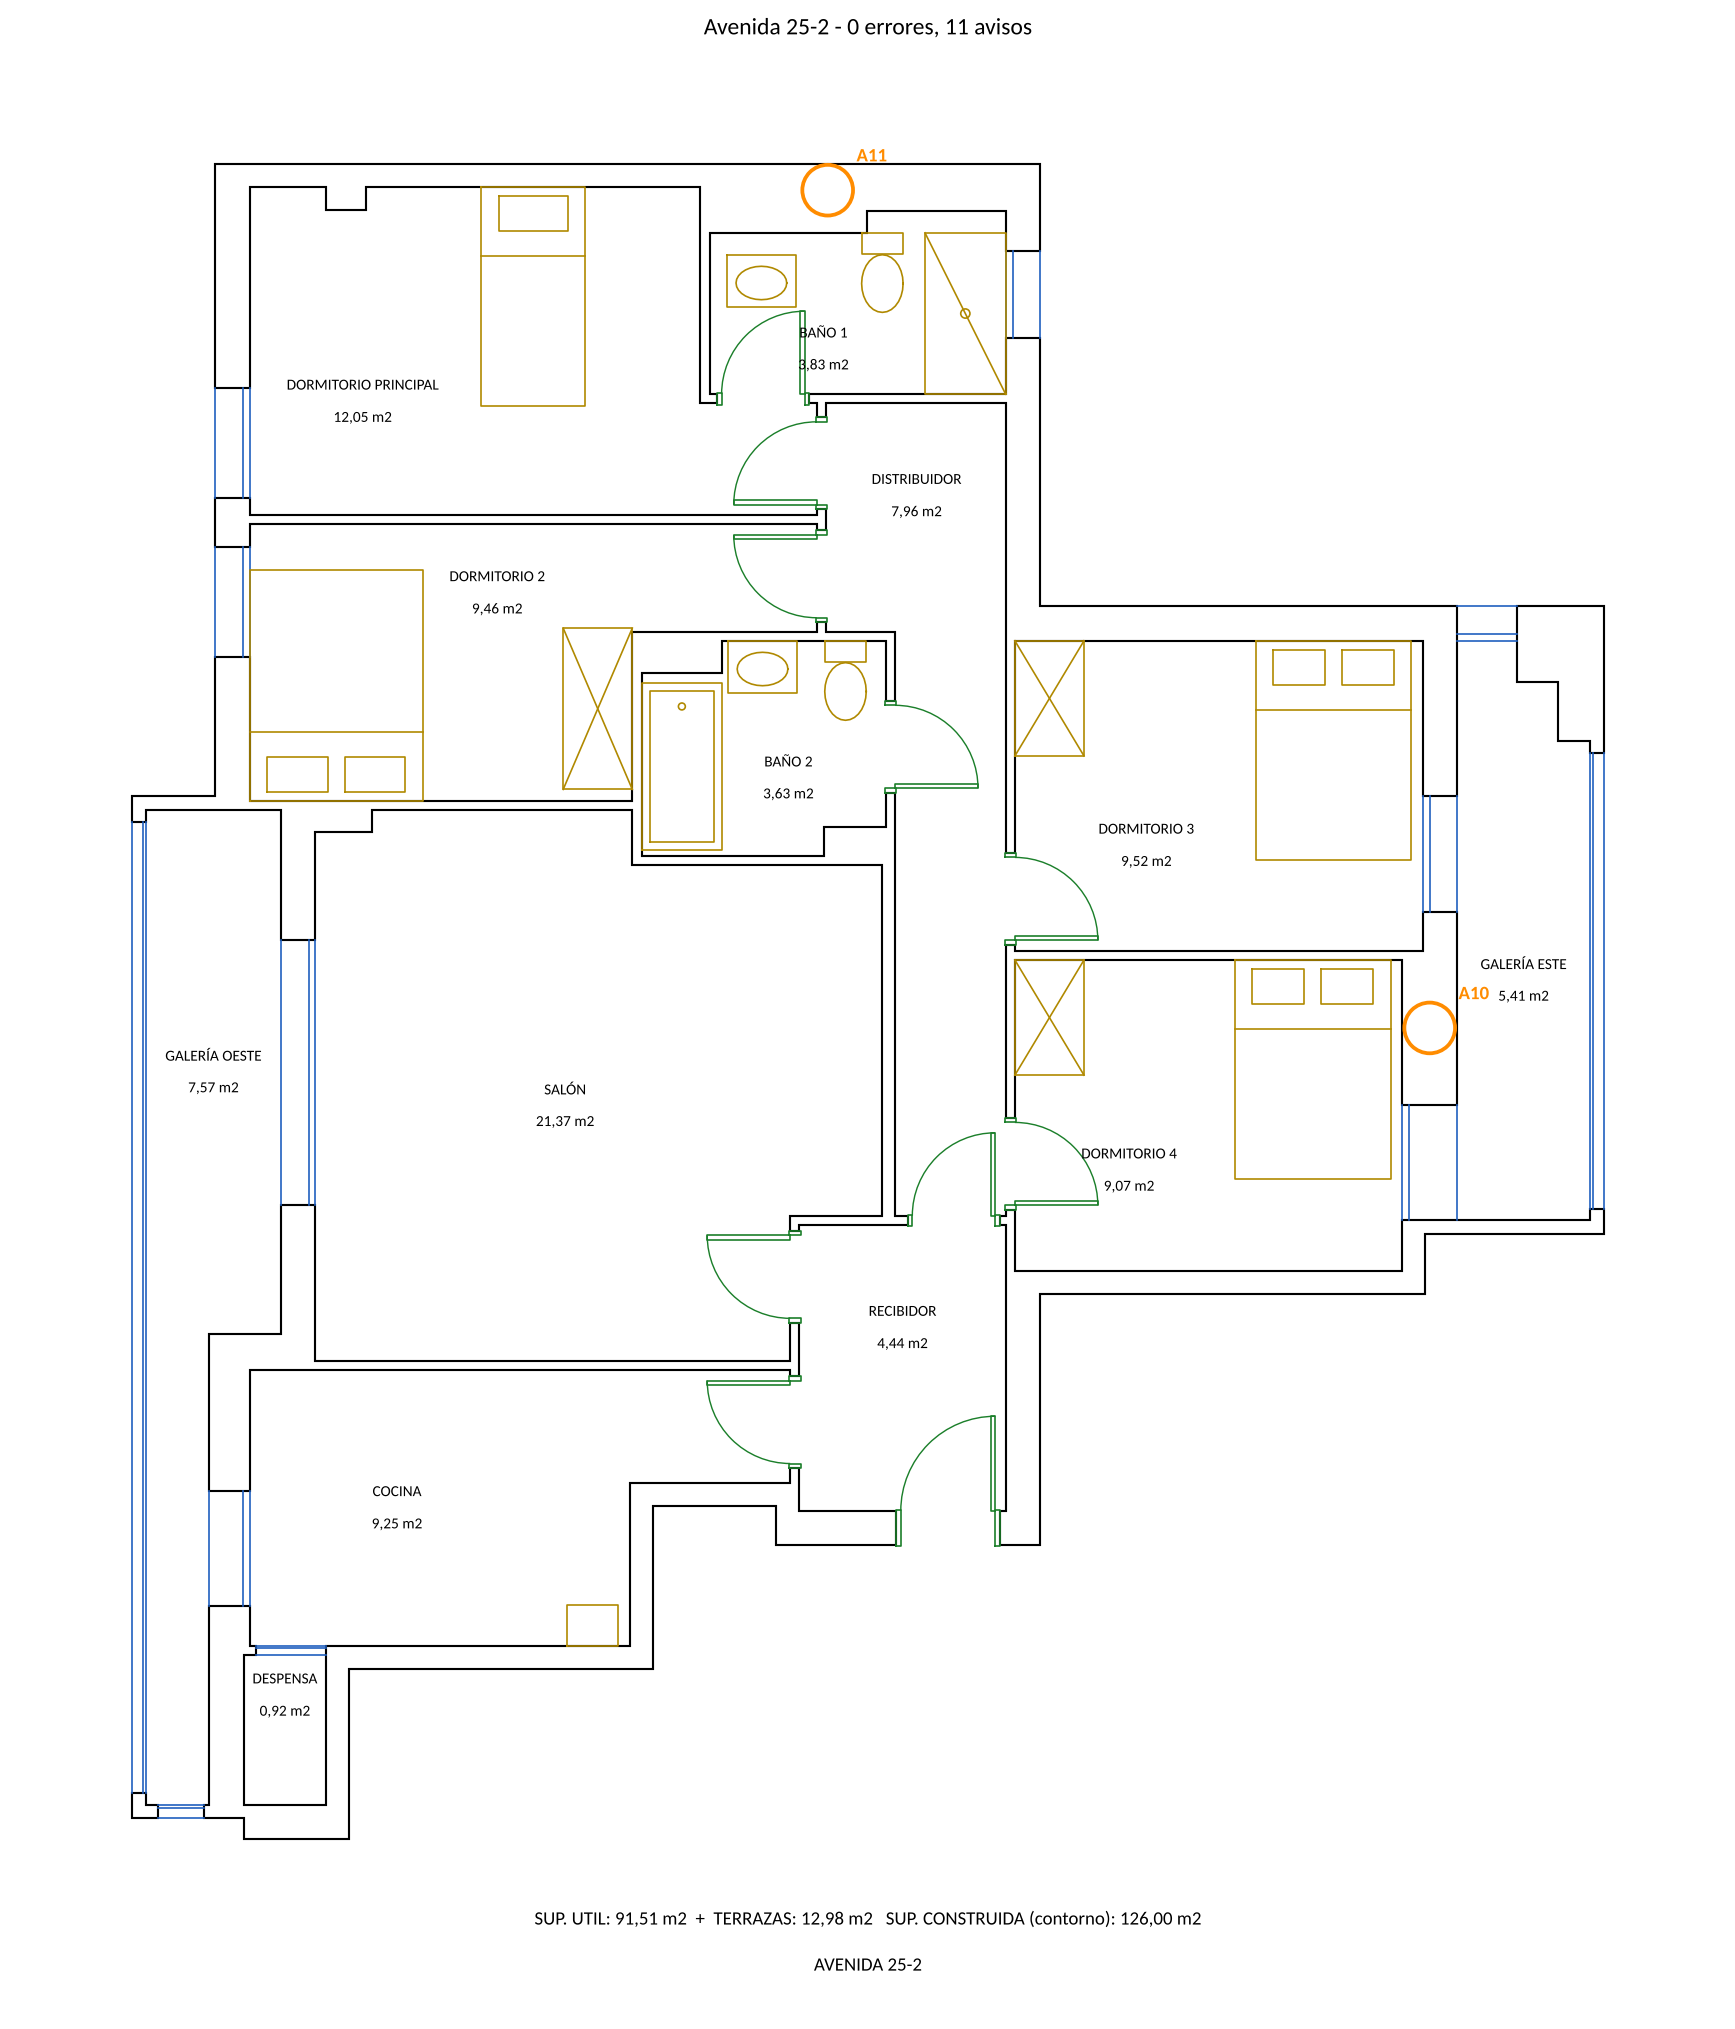 Avenida 25-2 - 0 errores, 11 avisos
A11
BAÑO 1
3,83 m2
DORMITORIO PRINCIPAL
12,05 m2
DISTRIBUIDOR
7,96 m2
DORMITORIO 2
9,46 m2
BAÑO 2
3,63 m2
DORMITORIO 3
9,52 m2
GALERÍA ESTE
A10 5,41 m2
GALERÍA OESTE
7,57 m2
SALÓN
21,37 m2
DORMITORIO 4
9,07 m2
RECIBIDOR
4,44 m2
COCINA
9,25 m2
DESPENSA
0,92 m2
SUP. UTIL: 91,51 m2 + TERRAZAS: 12,98 m2 SUP. CONSTRUIDA (contorno): 126,00 m2
AVENIDA 25-2